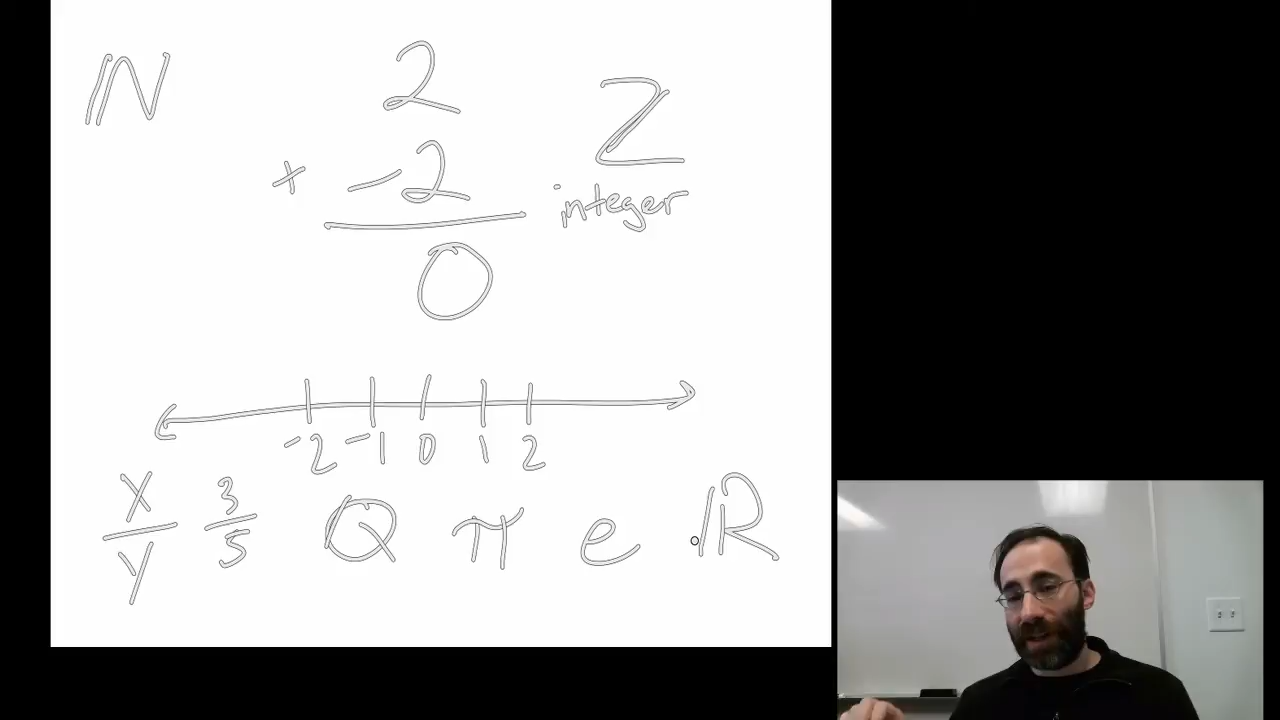 ℕ
2
+ -2
0
ℤ
integer
-2 -1 0 1 2
x/y 3/5 ℚ π e ℝ